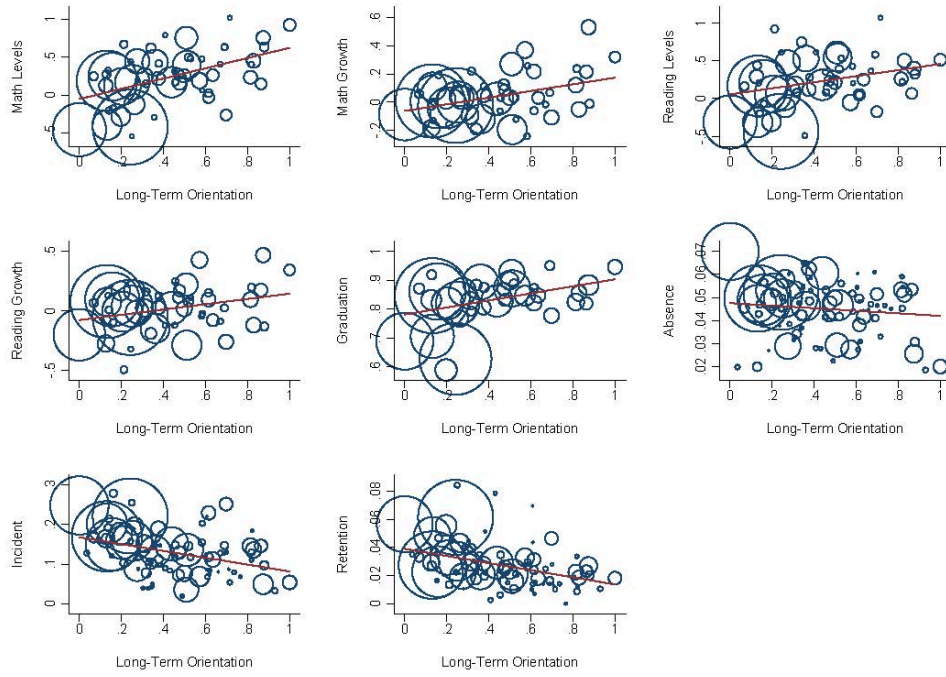 Math Levels
-.5 0 .5 1
0 .2 .4 .6 .8 1
Long-Term Orientation
Math Growth
-.2 0 .2 .4 .6
0 .2 .4 .6 .8 1
Long-Term Orientation
Reading Levels
-.5 0 .5 1
0 .2 .4 .6 .8 1
Long-Term Orientation
Reading Growth
-.5 0 .5
0 .2 .4 .6 .8 1
Long-Term Orientation
Graduation
.6 .7 .8 .9 1
0 .2 .4 .6 .8 1
Long-Term Orientation
Absence
.02 .03 .04 .05 .06 .07
0 .2 .4 .6 .8 1
Long-Term Orientation
Incident
0 .1 .2 .3
0 .2 .4 .6 .8 1
Long-Term Orientation
Retention
0 .02 .04 .06 .08
0 .2 .4 .6 .8 1
Long-Term Orientation